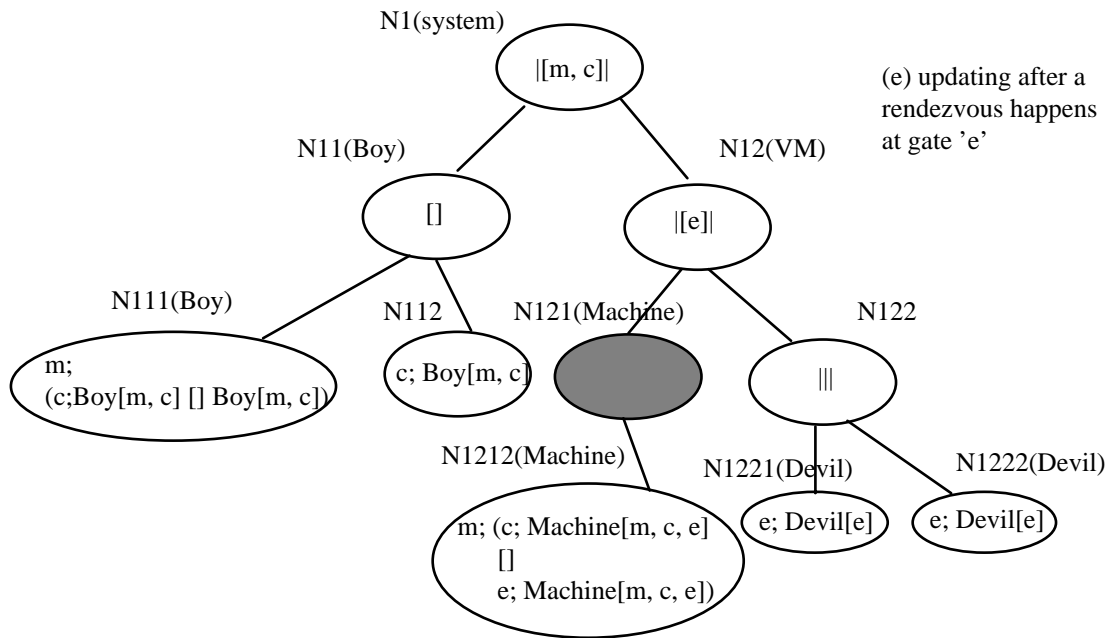 N1(system)
|[m, c]|
(e) updating after a
rendezvous happens
at gate ’e’
N11(Boy)
N12(VM)
[]
|[e]|
N111(Boy)
N112
N121(Machine)
N122
m;
(c;Boy[m, c] [] Boy[m, c])
c; Boy[m, c]
|||
N1212(Machine)
N1221(Devil)
N1222(Devil)
m; (c; Machine[m, c, e]
[]
e; Machine[m, c, e])
e; Devil[e]
e; Devil[e]